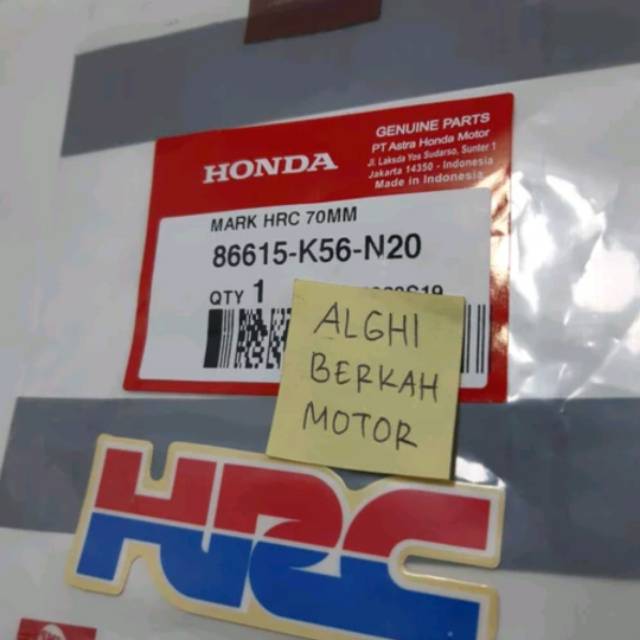 GENUINE PARTS
PT Astra Honda Motor
Jl. Laksda Yos Sudarso, Sunter 1
Jakarta 14350 - Indonesia
Made in Indonesia
HONDA
MARK HRC 70MM
86615-K56-N20
QTY 1
ALGHI
BERKAH
MOTOR
HRC